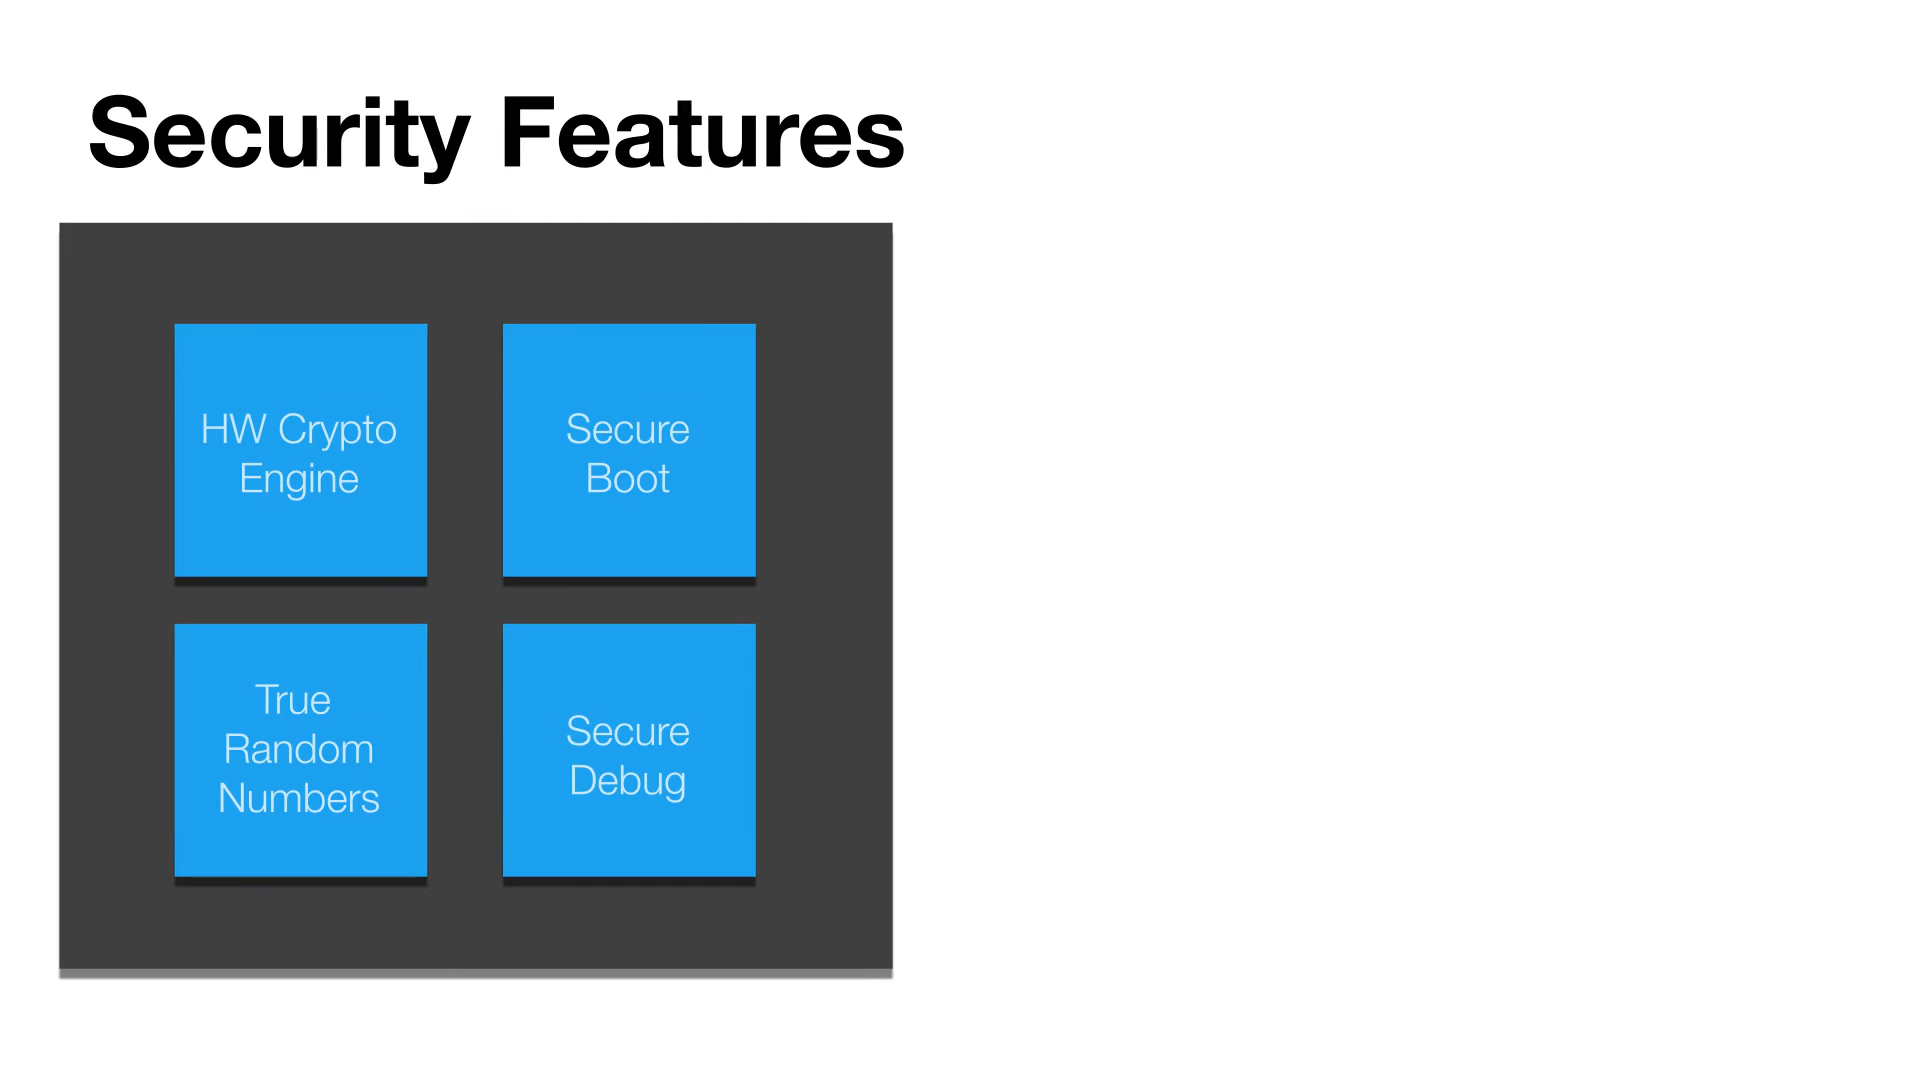 Security Features
HW Crypto
Engine
Secure
Boot
True
Random
Numbers
Secure
Debug